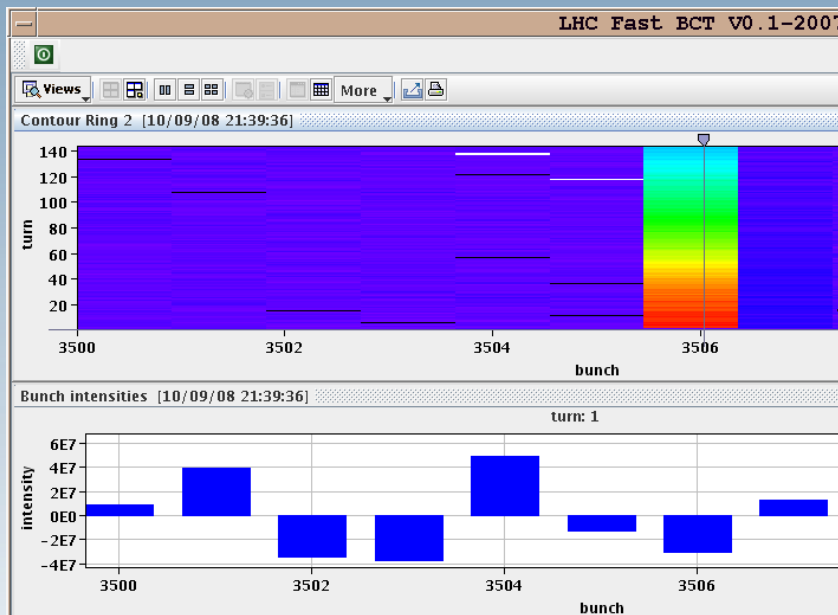 LHC Fast BCT V0.1-2007
Views
More
Contour Ring 2 [10/09/08 21:39:36]
turn
140
120
100
80
60
40
20
3500 3502 3504 3506
bunch
Bunch intensities [10/09/08 21:39:36]
turn: 1
intensity
6E7
4E7
2E7
0E0
-2E7
-4E7
3500 3502 3504 3506
bunch